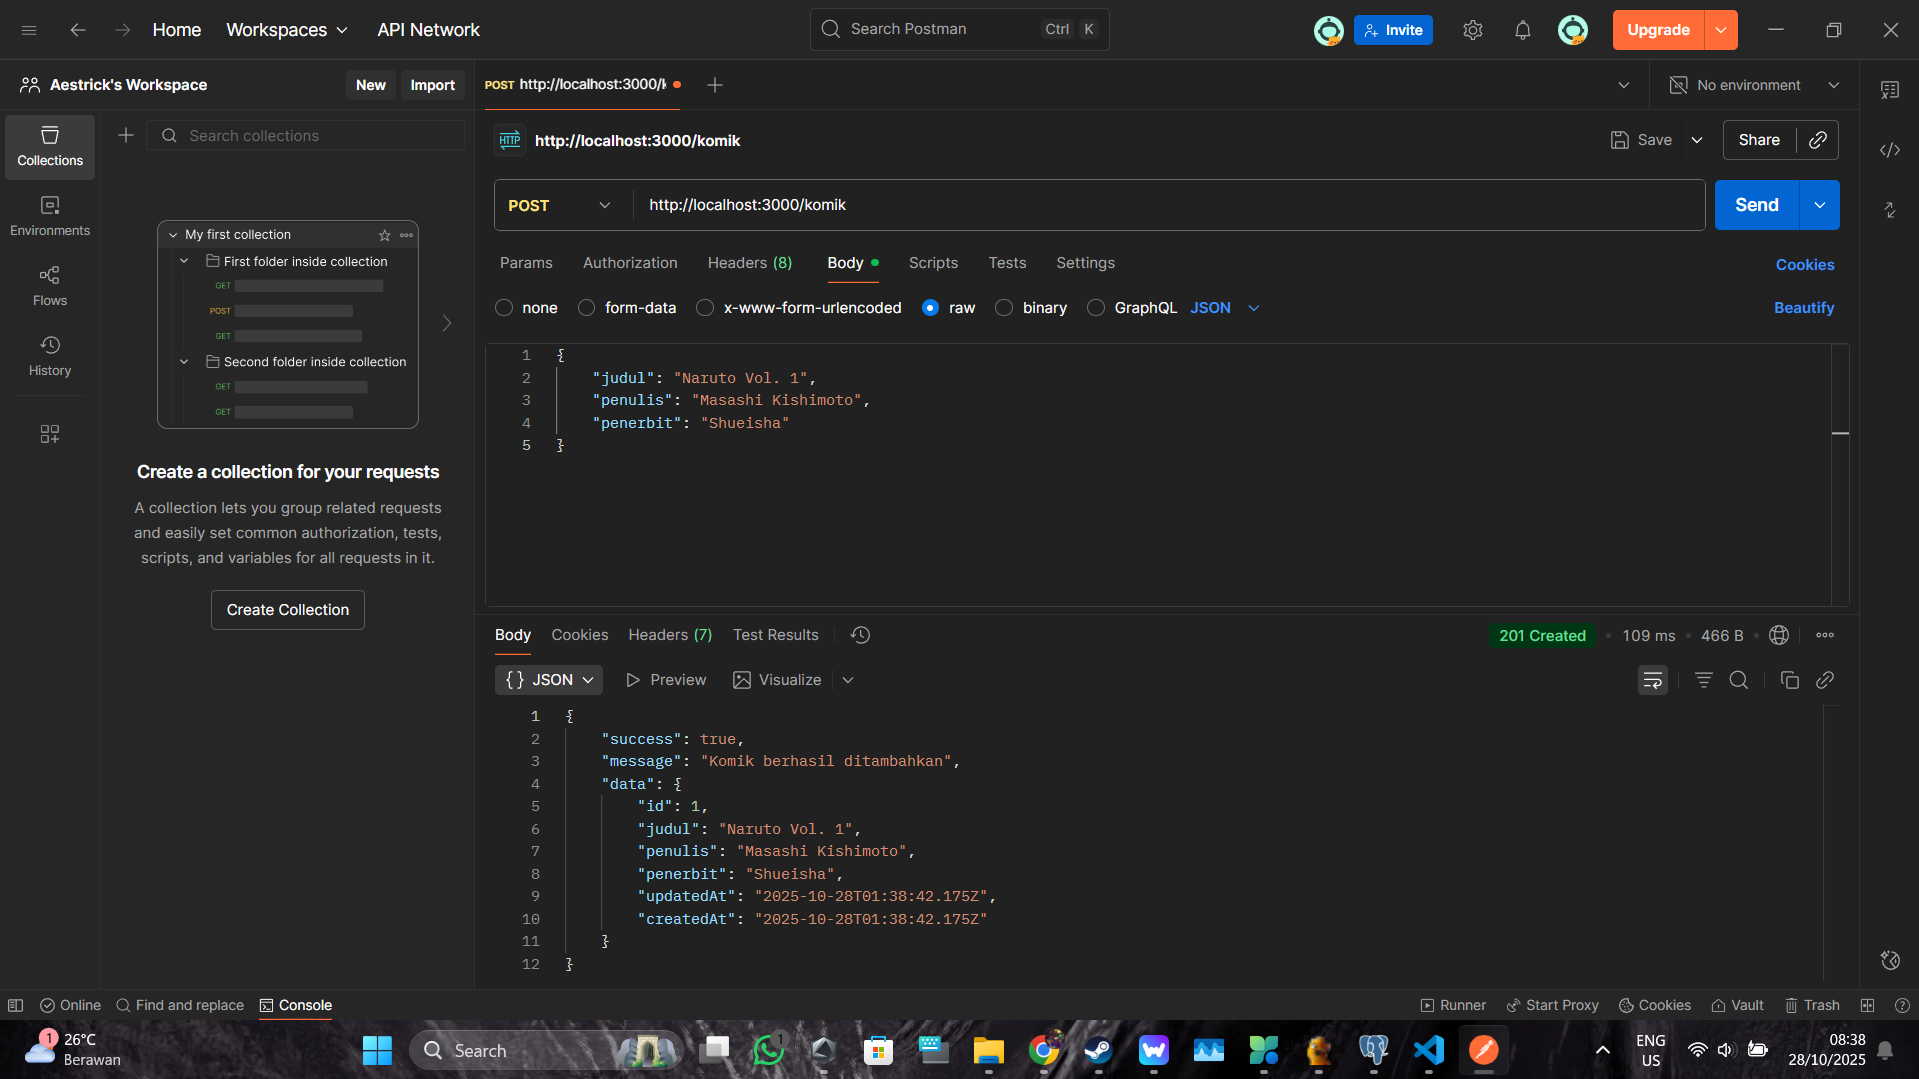 Home
Workspaces
API Network
Search Postman
Ctrl K
Invite
Upgrade
Aestrick's Workspace
New
Import
POST http://localhost:3000/k
No environment
Collections
Environments
Flows
History
Search collections
My first collection
First folder inside collection
GET
POST
GET
Second folder inside collection
GET
GET
Create a collection for your requests
A collection lets you group related requests
and easily set common authorization, tests,
scripts, and variables for all requests in it.
Create Collection
HTTP http://localhost:3000/komik
Save
Share
POST
http://localhost:3000/komik
Send
Params Authorization Headers (8) Body Scripts Tests Settings
Cookies
none form-data x-www-form-urlencoded raw binary GraphQL JSON
Beautify
1 {
2 "judul": "Naruto Vol. 1",
3 "penulis": "Masashi Kishimoto",
4 "penerbit": "Shueisha"
5 }
Body Cookies Headers (7) Test Results
201 Created • 109 ms • 466 B
{} JSON Preview Visualize
1 {
2 "success": true,
3 "message": "Komik berhasil ditambahkan",
4 "data": {
5 "id": 1,
6 "judul": "Naruto Vol. 1",
7 "penulis": "Masashi Kishimoto",
8 "penerbit": "Shueisha",
9 "updatedAt": "2025-10-28T01:38:42.175Z",
10 "createdAt": "2025-10-28T01:38:42.175Z"
11 }
12 }
Online Find and replace Console
Runner Start Proxy Cookies Vault Trash
1
26°C
Berawan
Search
1
ENG
US
08:38
28/10/2025